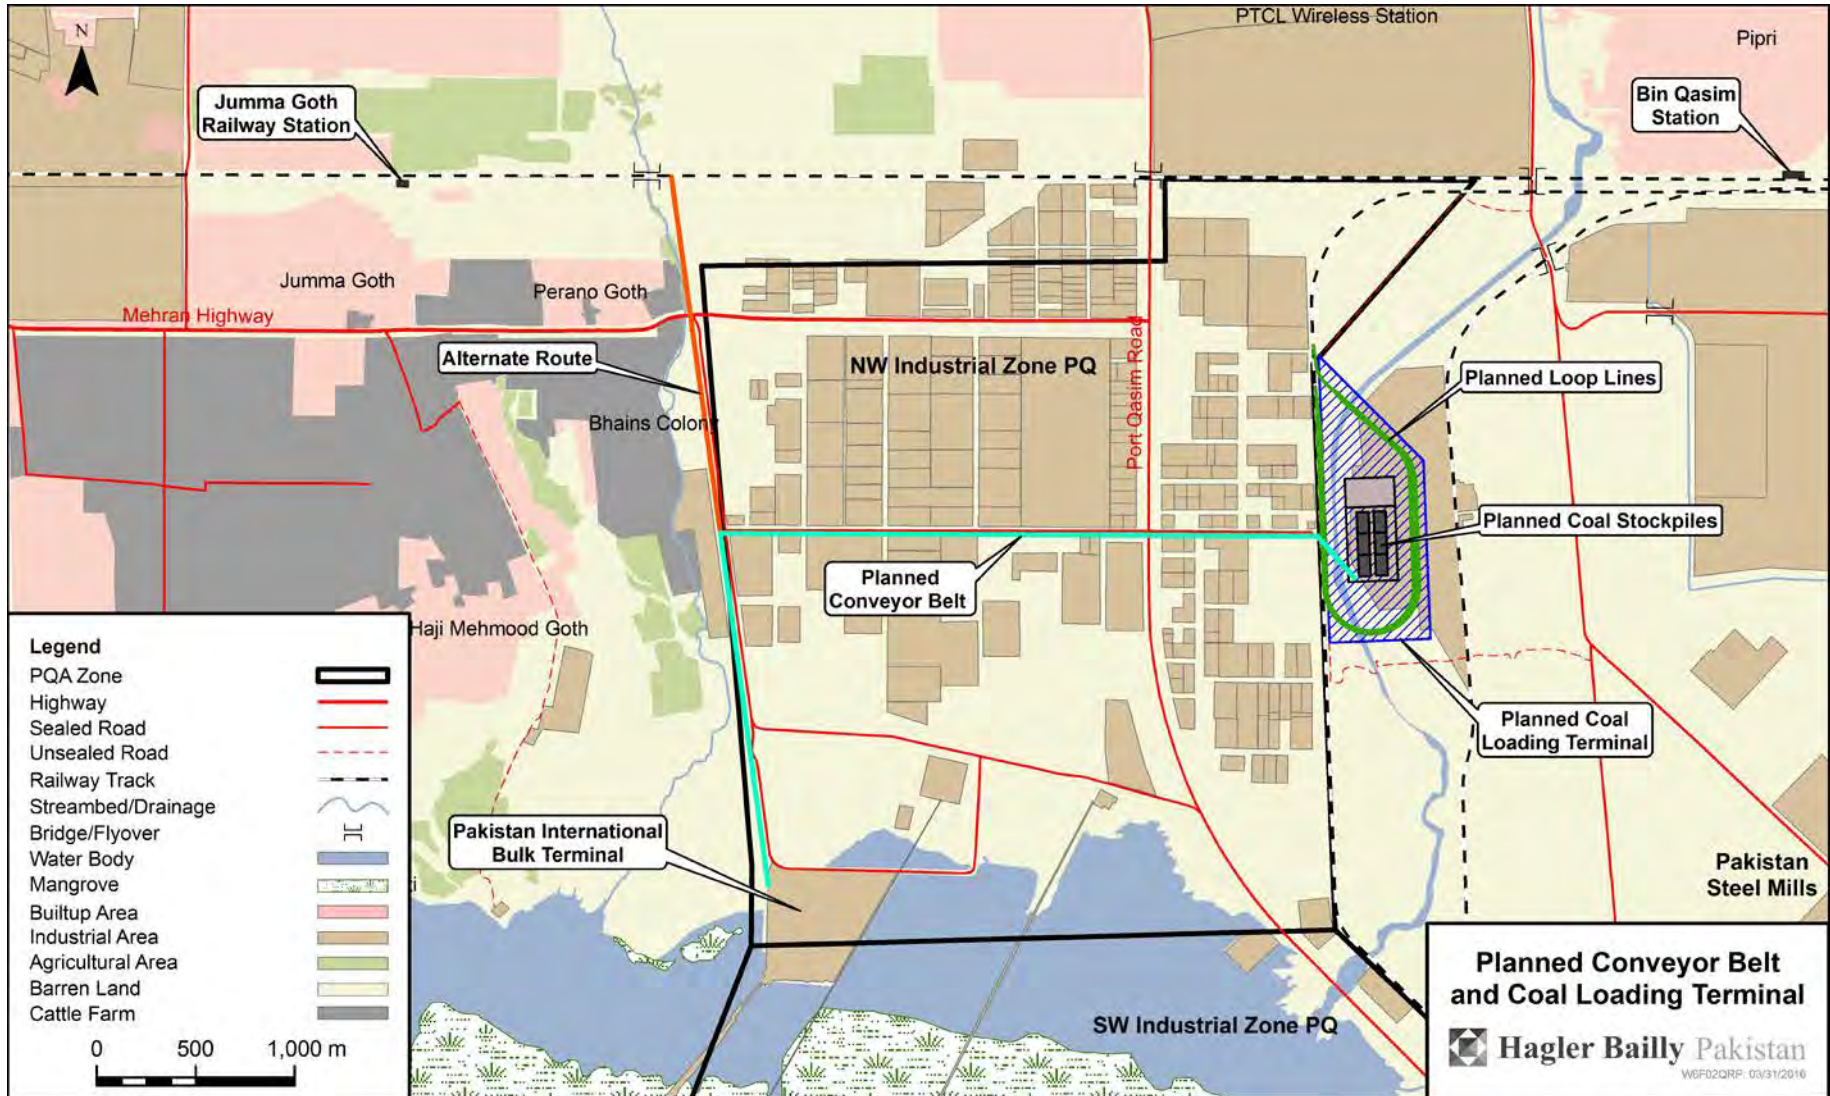 PTCL Wireless Station
Pipri
N
Jumma Goth
Railway Station
Bin Qasim
Station
Jumma Goth
Perano Goth
Mehran Highway
Alternate Route
NW Industrial Zone PQ
Port Qasim Road
Planned Loop Lines
Bhains Colony
Planned Coal Stockpiles
Planned
Conveyor Belt
Haji Mehmood Goth
Planned Coal
Loading Terminal
Pakistan International
Bulk Terminal
Pakistan
Steel Mills
SW Industrial Zone PQ
Legend
PQA Zone
Highway
Sealed Road
Unsealed Road
Railway Track
Streambed/Drainage
Bridge/Flyover
Water Body
Mangrove
Builtup Area
Industrial Area
Agricultural Area
Barren Land
Cattle Farm
0 500 1,000 m
Planned Conveyor Belt
and Coal Loading Terminal
Hagler Bailly Pakistan
W6F02QRF: 03/31/2016